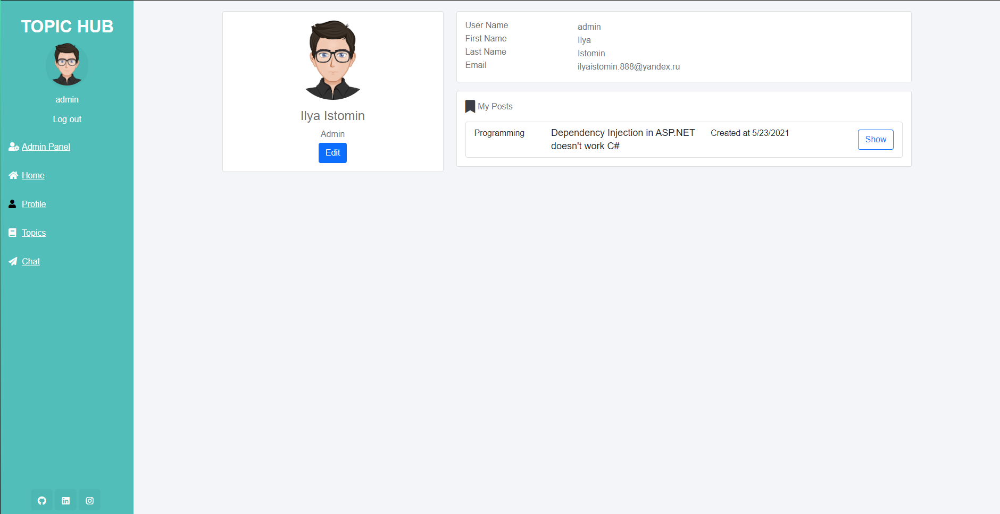 TOPIC HUB
admin
Log out
Admin Panel
Home
Profile
Topics
Chat
Ilya Istomin
Admin
Edit
User Name admin
First Name Ilya
Last Name Istomin
Email ilyaistomin.888@yandex.ru
My Posts
Programming Dependency Injection in ASP.NET Created at 5/23/2021 Show
doesn't work C#